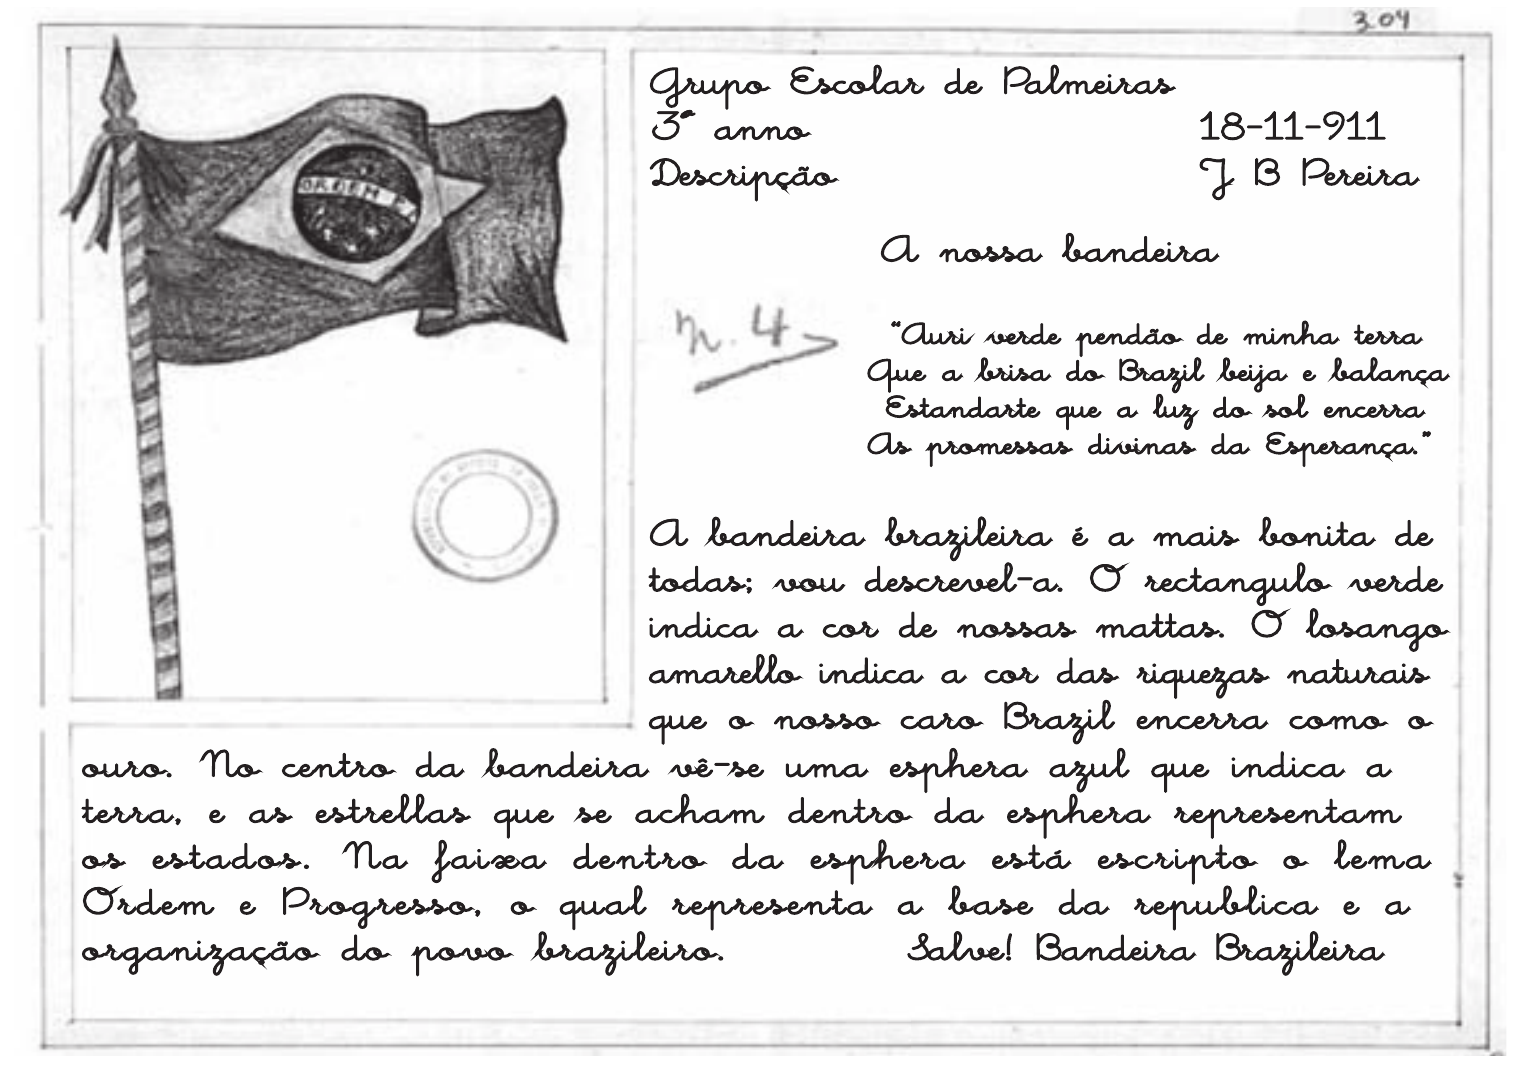 3.04
Grupo Escolar de Palmeiras
3º anno 18-11-911
Descripção J B Pereira
A nossa bandeira
n. 4
"Auri verde pendão de minha terra
Que a brisa do Brazil beija e balança
Estandarte que a luz do sol encerra
As promessas divinas da Esperança."
ORDEM E
A bandeira brazileira é a mais bonita de
todas; vou descrevel-a. O rectangulo verde
indica a cor de nossas mattas. O losango
amarello indica a cor das riquezas naturais
que o nosso caro Brazil encerra como o
ouro. No centro da bandeira vê-se uma esphera azul que indica a
terra, e as estrellas que se acham dentro da esphera representam
os estados. Na faixa dentro da esphera está escripto o lema
Ordem e Progresso, o qual representa a base da republica e a
organização do povo brazileiro. Salve! Bandeira Brazileira